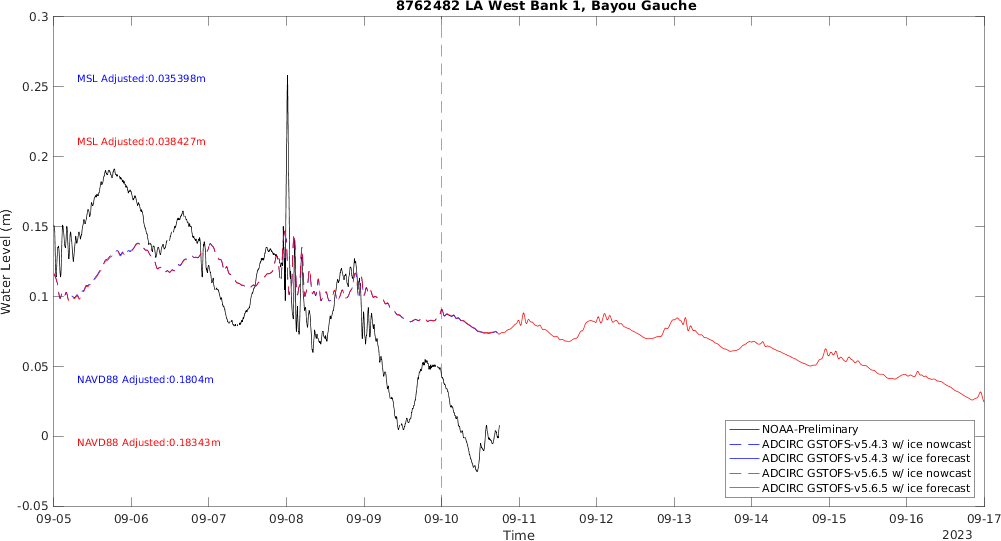 8762482 LA West Bank 1, Bayou Gauche
Water Level (m)
0.3
0.25
0.2
0.15
0.1
0.05
0
-0.05
MSL Adjusted:0.035398m
MSL Adjusted:0.038427m
NAVD88 Adjusted:0.1804m
NAVD88 Adjusted:0.18343m
NOAA-Preliminary
ADCIRC GSTOFS-v5.4.3 w/ ice nowcast
ADCIRC GSTOFS-v5.4.3 w/ ice forecast
ADCIRC GSTOFS-v5.6.5 w/ ice nowcast
ADCIRC GSTOFS-v5.6.5 w/ ice forecast
09-05 09-06 09-07 09-08 09-09 09-10 09-11 09-12 09-13 09-14 09-15 09-16 09-17
Time
2023